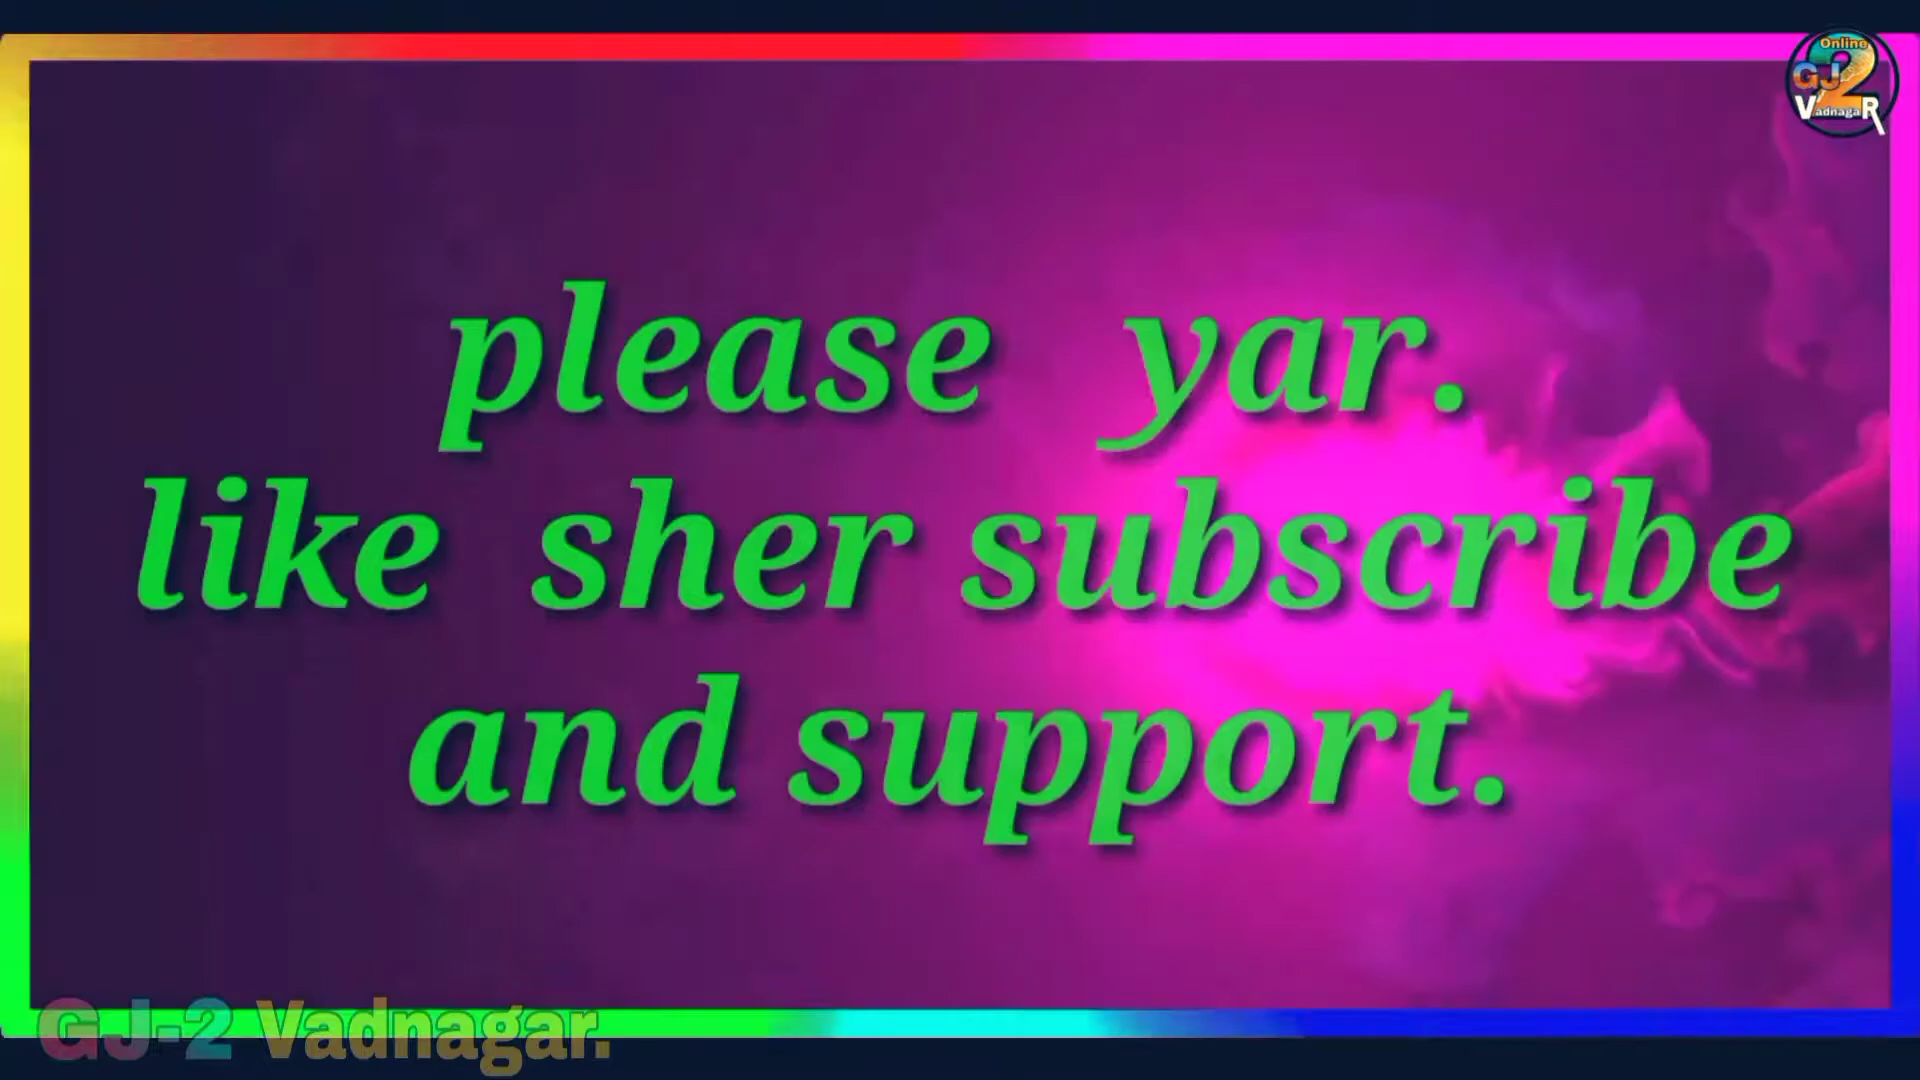 Online
GJ 2
VadnagaR
please yar.
like sher subscribe
and support.
GJ-2 Vadnagar.